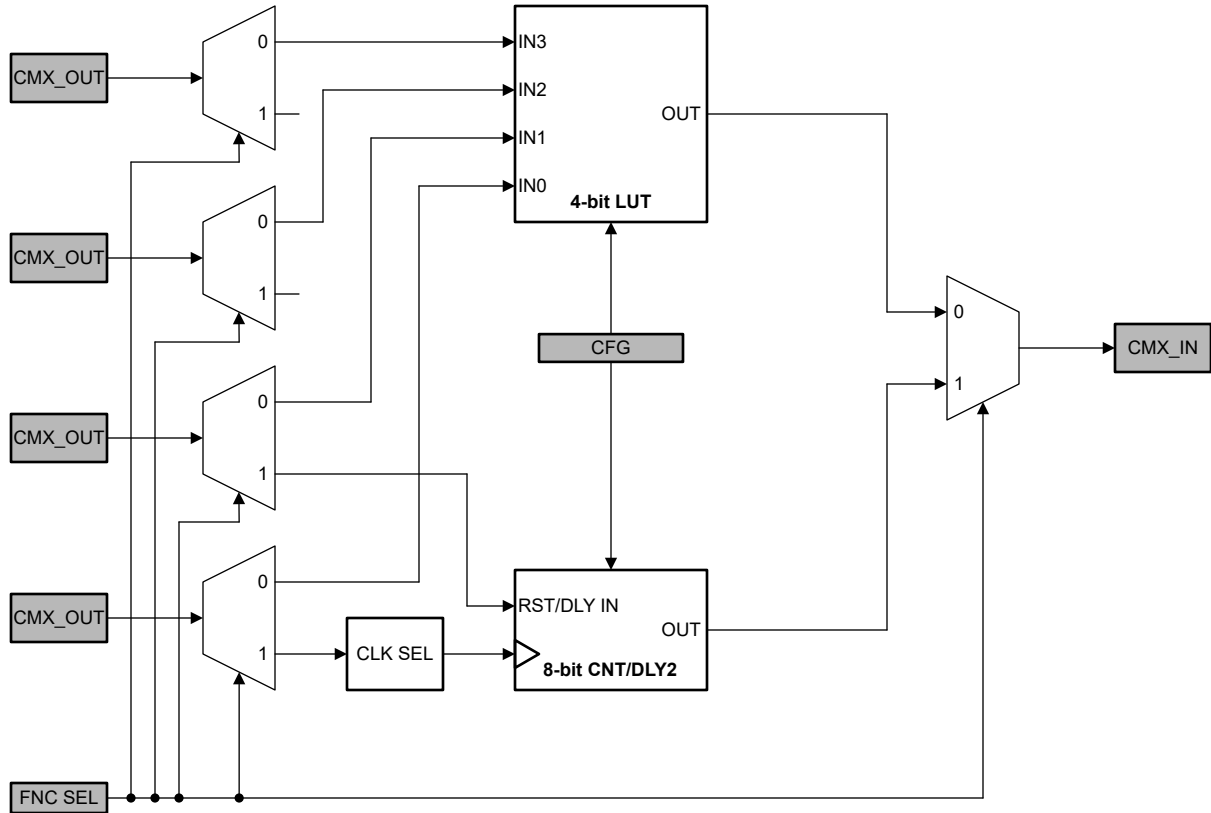 0
CMX_OUT
1
IN3
IN2
IN1
IN0
OUT
4-bit LUT
0
CMX_OUT
1
CFG
0
1
CMX_IN
0
CMX_OUT
1
0
CMX_OUT
1
CLK SEL
RST/DLY IN
OUT
8-bit CNT/DLY2
FNC SEL